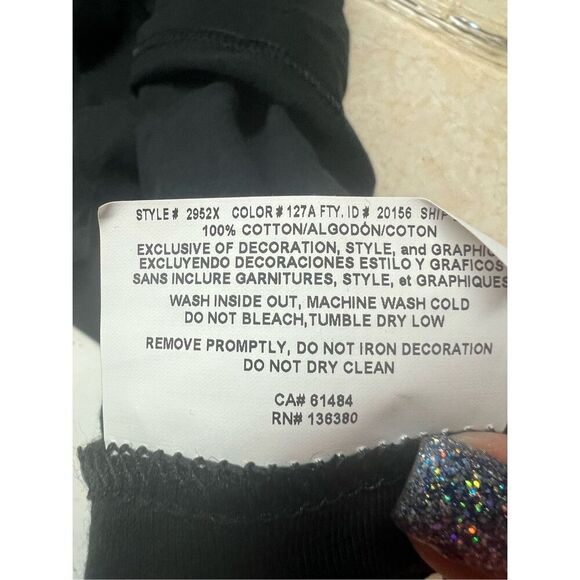 STYLE# 2952X COLOR#127A FTY. ID# 20156
100% COTTON/ALGODÓN/COTON
EXCLUSIVE OF DECORATION, STYLE, and
EXCLUYENDO DECORACIONES ESTILO Y GRAFICOS
SANS INCLURE GARNITURES, STYLE, et GRAPHIQUES
WASH INSIDE OUT, MACHINE WASH COLD
DO NOT BLEACH,TUMBLE DRY LOW
REMOVE PROMPTLY, DO NOT IRON DECORATION
DO NOT DRY CLEAN
CA# 61484
RN# 136380